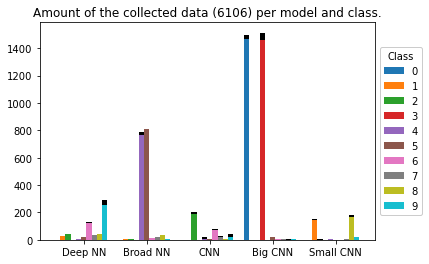 Amount of the collected data (6106) per model and class.
1400
1200
1000
800
600
400
200
0
Deep NN
Broad NN
CNN
Big CNN
Small CNN
Class
0
1
2
3
4
5
6
7
8
9